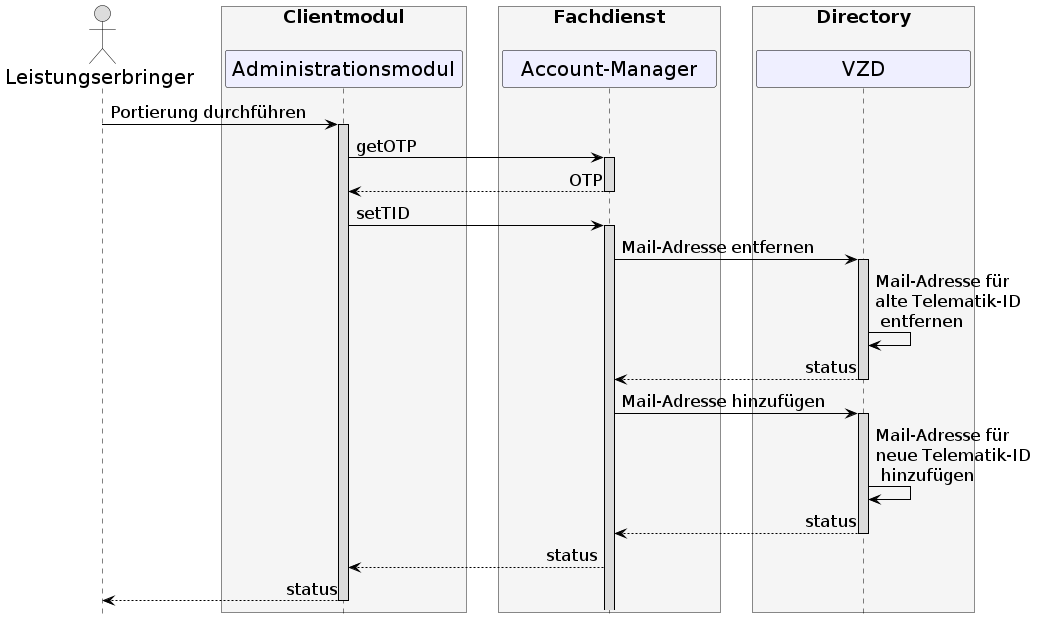 Clientmodul
Fachdienst
Directory
Leistungserbringer
Administrationsmodul
Account-Manager
VZD
Portierung durchführen
getOTP
OTP
setTID
Mail-Adresse entfernen
Mail-Adresse für
alte Telematik-ID
entfernen
status
Mail-Adresse hinzufügen
Mail-Adresse für
neue Telematik-ID
hinzufügen
status
status
status